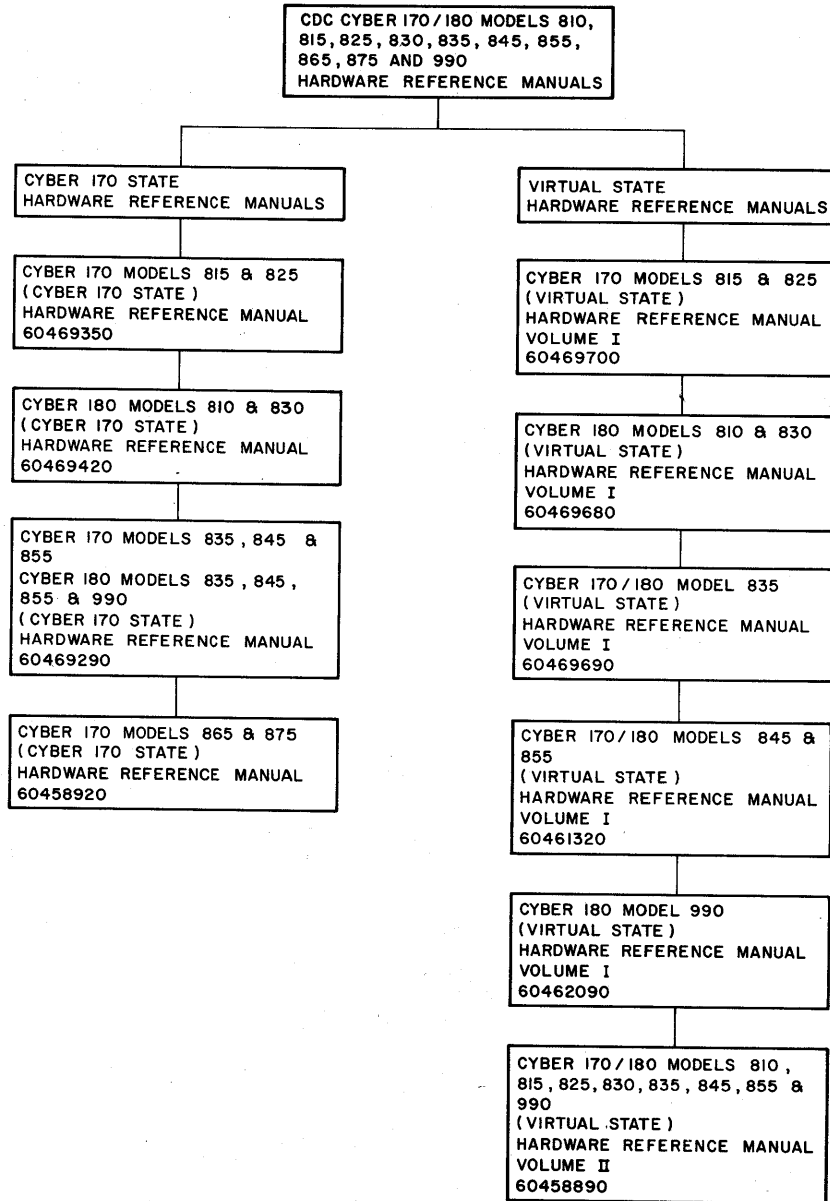 CDC CYBER 170/180 MODELS 810,
815, 825, 830, 835, 845, 855,
865, 875 AND 990
HARDWARE REFERENCE MANUALS
CYBER 170 STATE
HARDWARE REFERENCE MANUALS
CYBER 170 MODELS 815 & 825
(CYBER 170 STATE)
HARDWARE REFERENCE MANUAL
60469350
CYBER 180 MODELS 810 & 830
(CYBER 170 STATE)
HARDWARE REFERENCE MANUAL
60469420
CYBER 170 MODELS 835, 845 &
855
CYBER 180 MODELS 835, 845,
855 & 990
(CYBER 170 STATE)
HARDWARE REFERENCE MANUAL
60469290
CYBER 170 MODELS 865 & 875
(CYBER 170 STATE)
HARDWARE REFERENCE MANUAL
60458920
VIRTUAL STATE
HARDWARE REFERENCE MANUALS
CYBER 170 MODELS 815 & 825
(VIRTUAL STATE)
HARDWARE REFERENCE MANUAL
VOLUME I
60469700
CYBER 180 MODELS 810 & 830
(VIRTUAL STATE)
HARDWARE REFERENCE MANUAL
VOLUME I
60469680
CYBER 170/180 MODEL 835
(VIRTUAL STATE)
HARDWARE REFERENCE MANUAL
VOLUME I
60469690
CYBER 170/180 MODELS 845 &
855
(VIRTUAL STATE)
HARDWARE REFERENCE MANUAL
VOLUME I
60461320
CYBER 180 MODEL 990
(VIRTUAL STATE)
HARDWARE REFERENCE MANUAL
VOLUME I
60462090
CYBER 170/180 MODELS 810,
815, 825, 830, 835, 845, 855 &
990
(VIRTUAL STATE)
HARDWARE REFERENCE MANUAL
VOLUME II
60458890